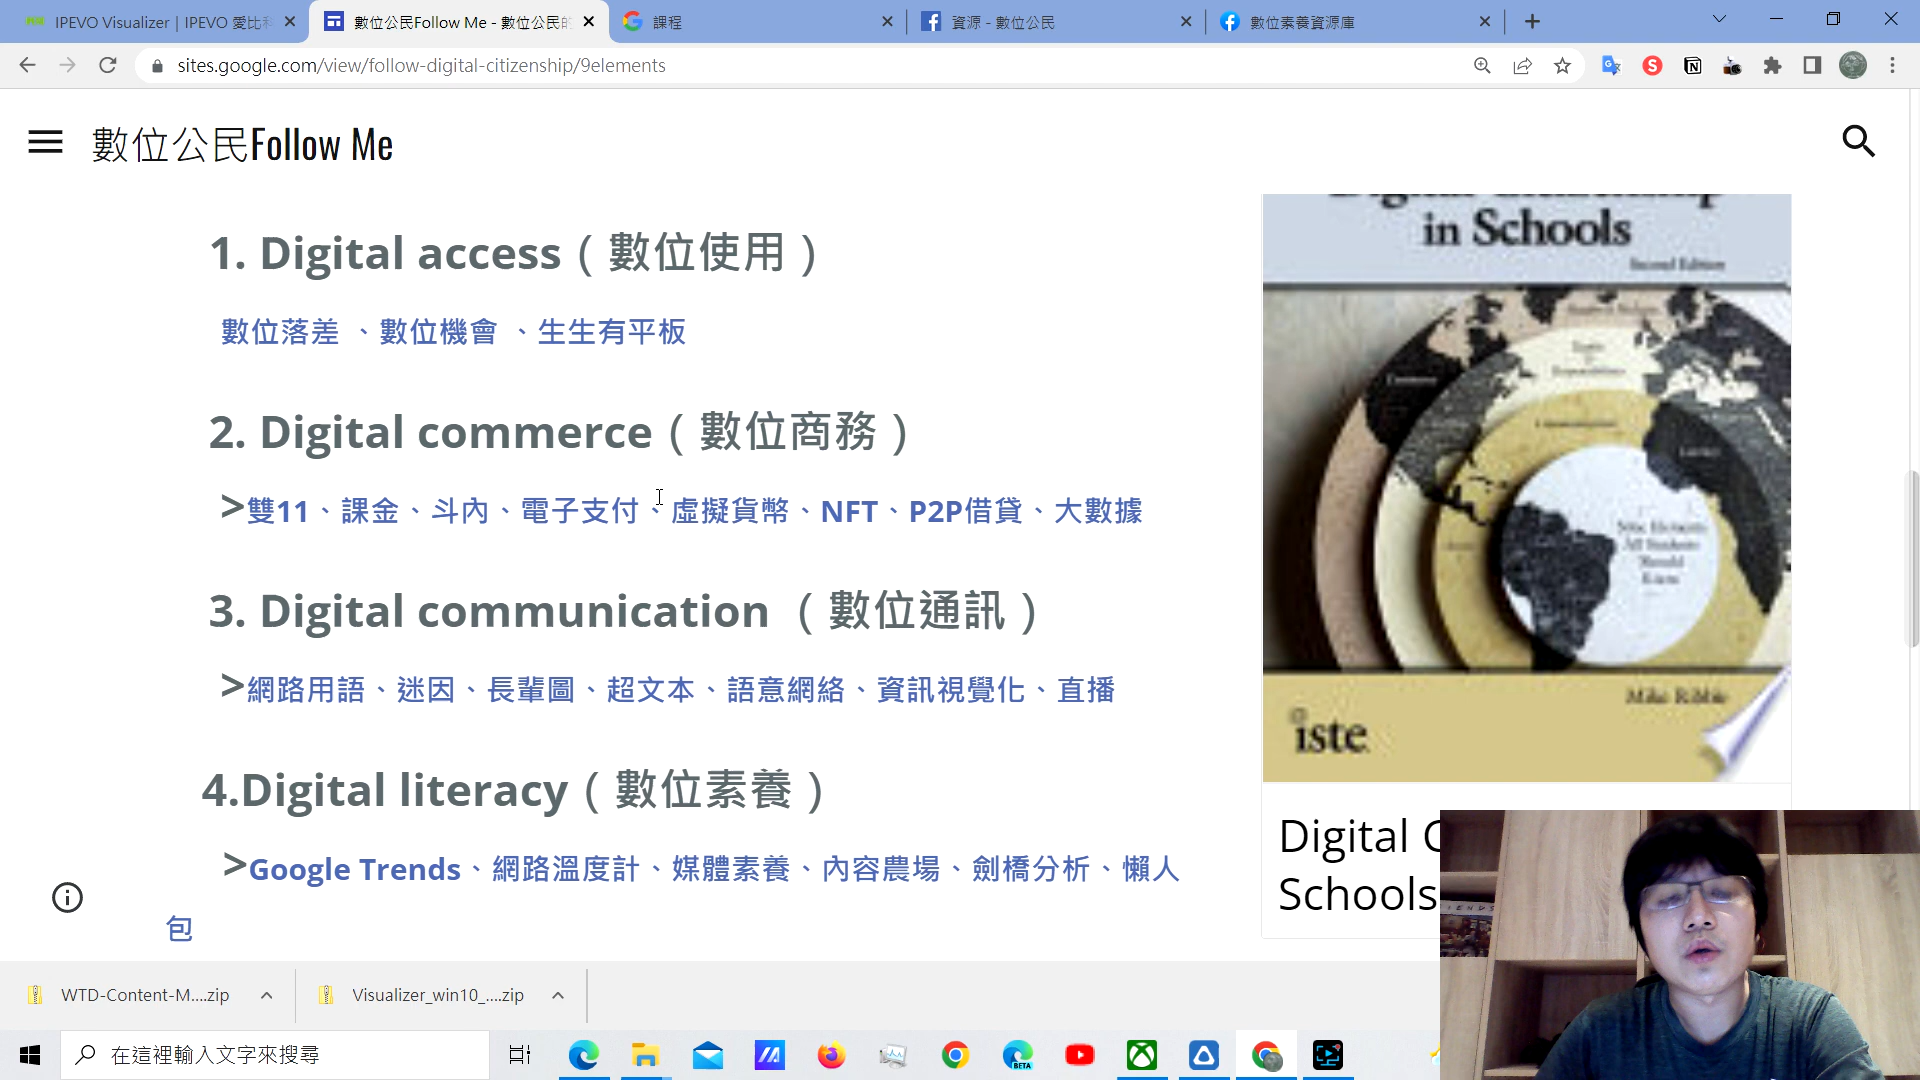 IPEVO Visualizer | IPEVO 愛比科
數位公民Follow Me - 數位公民的
課程
資源 - 數位公民
數位素養資源庫
sites.google.com/view/follow-digital-citizenship/9elements
數位公民Follow Me
in Schools
Second Edition
1. Digital access（數位使用）
數位落差 、數位機會 、生生有平板
2. Digital commerce（數位商務）
>雙11、課金、斗內、電子支付、虛擬貨幣、NFT、P2P借貸、大數據
3. Digital communication （數位通訊）
>網路用語、迷因、長輩圖、超文本、語意網絡、資訊視覺化、直播
iste
Mike Ribble
4.Digital literacy（數位素養）
>Google Trends、網路溫度計、媒體素養、內容農場、劍橋分析、懶人
包
Digital C
Schools
WTD-Content-M....zip
Visualizer_win10_....zip
在這裡輸入文字來搜尋
BETA